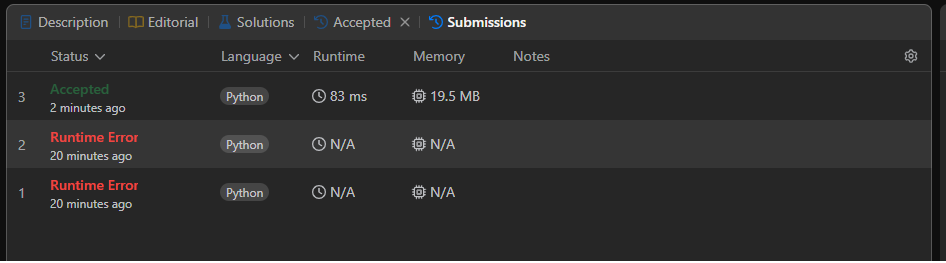 Description | Editorial | Solutions | Accepted × | Submissions
Status Language Runtime Memory Notes
3 Accepted 2 minutes ago Python 83 ms 19.5 MB
2 Runtime Error 20 minutes ago Python N/A N/A
1 Runtime Error 20 minutes ago Python N/A N/A